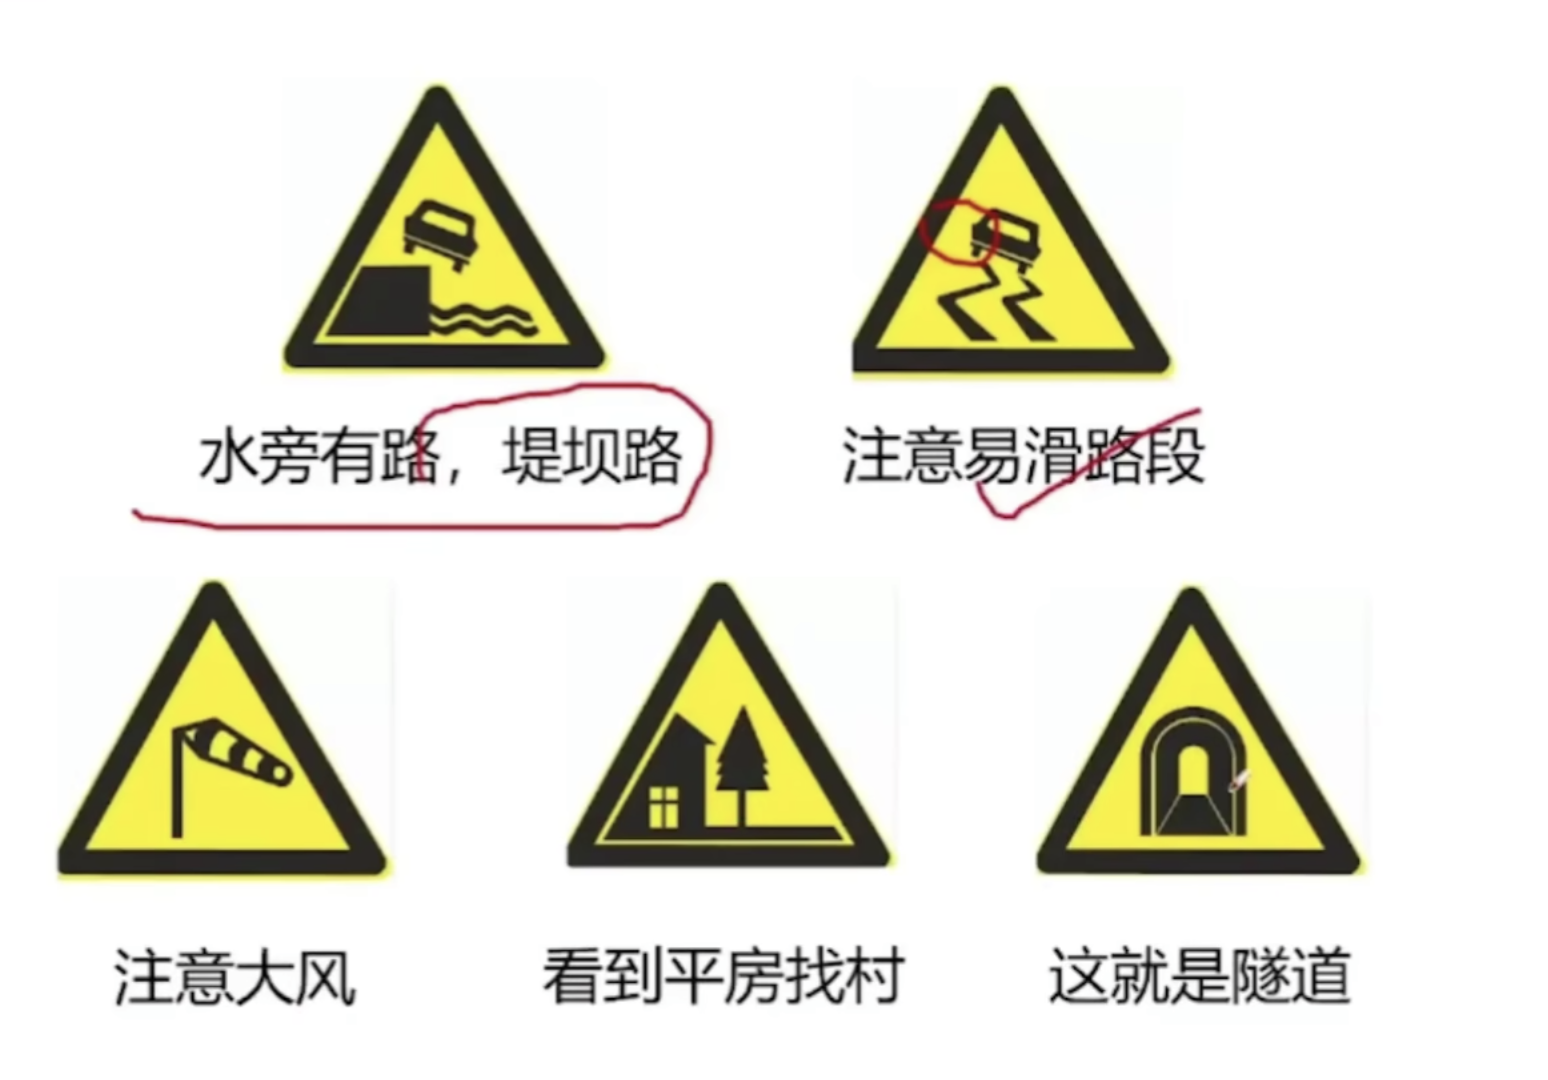 水旁有路，堤坝路
注意易滑路段
注意大风
看到平房找村
这就是隧道